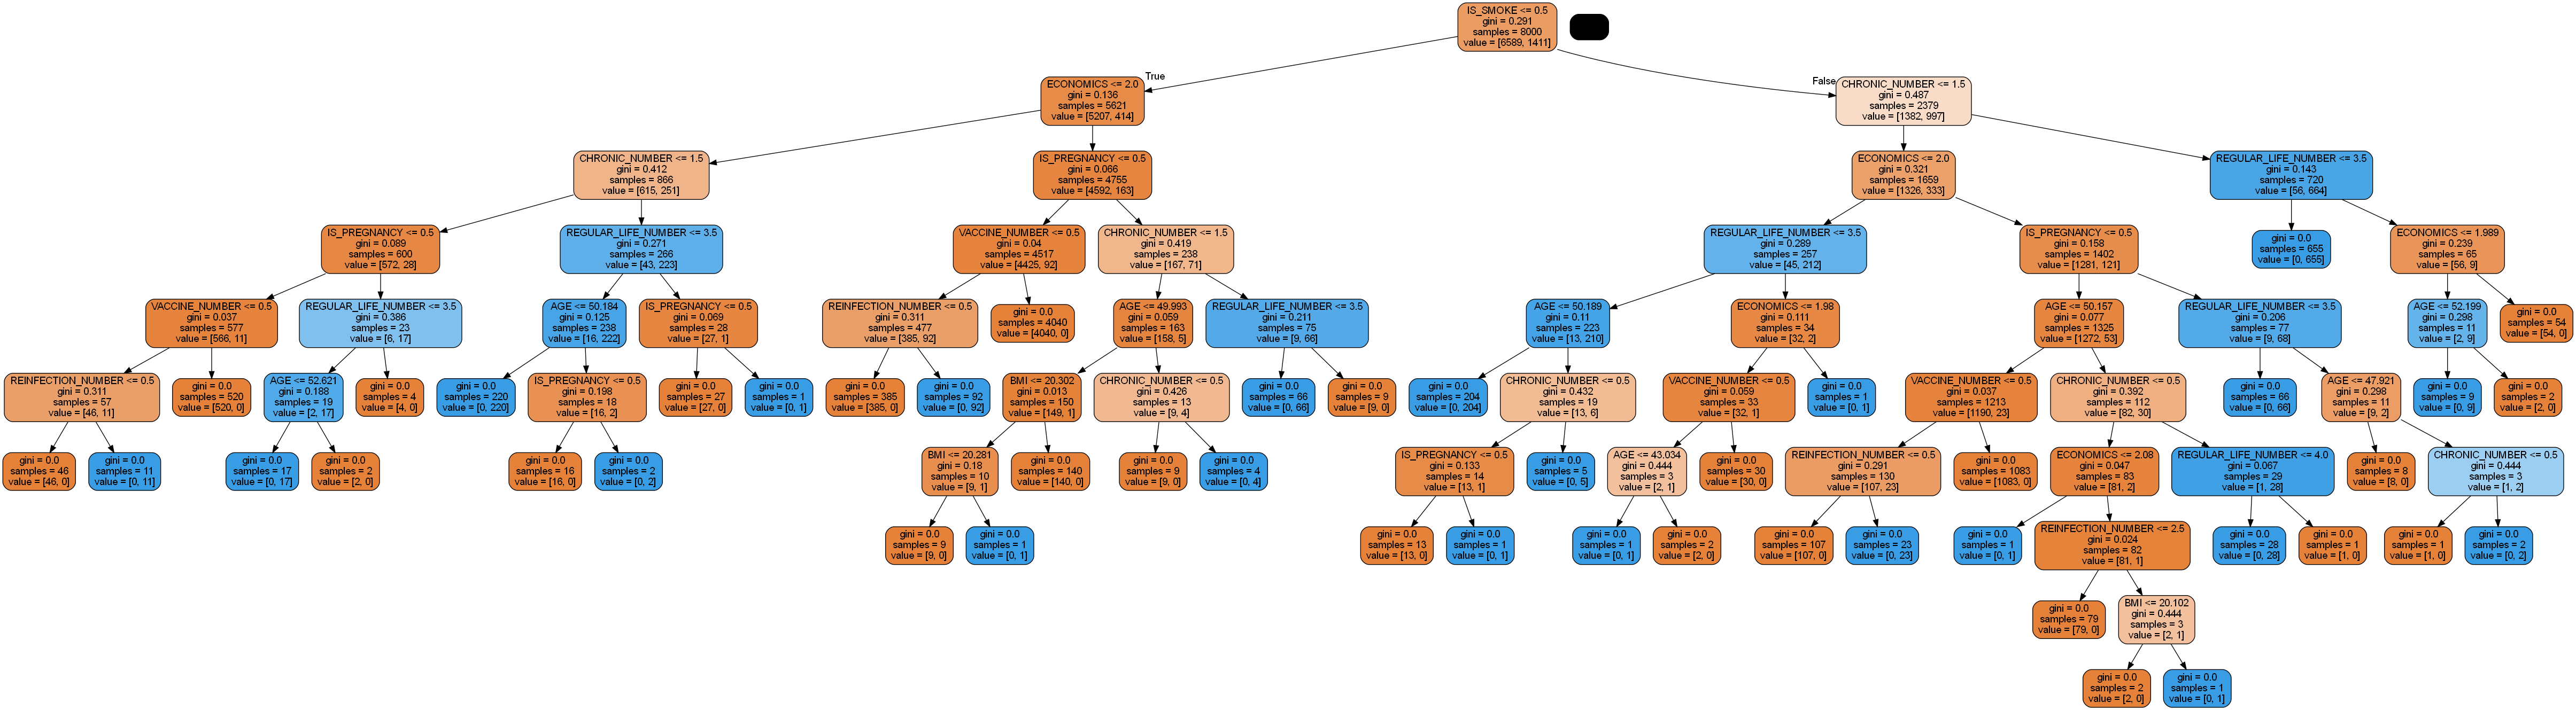 IS_SMOKE <= 0.5
gini = 0.291
samples = 8000
value = [6589, 1411]
True
False
ECONOMICS <= 2.0
gini = 0.136
samples = 5621
value = [5207, 414]
CHRONIC_NUMBER <= 1.5
gini = 0.487
samples = 2379
value = [1382, 997]
CHRONIC_NUMBER <= 1.5
gini = 0.412
samples = 866
value = [615, 251]
IS_PREGNANCY <= 0.5
gini = 0.066
samples = 4755
value = [4592, 163]
ECONOMICS <= 2.0
gini = 0.321
samples = 1659
value = [1326, 333]
REGULAR_LIFE_NUMBER <= 3.5
gini = 0.143
samples = 720
value = [56, 664]
IS_PREGNANCY <= 0.5
gini = 0.089
samples = 600
value = [572, 28]
REGULAR_LIFE_NUMBER <= 3.5
gini = 0.271
samples = 266
value = [43, 223]
VACCINE_NUMBER <= 0.5
gini = 0.04
samples = 4517
value = [4425, 92]
CHRONIC_NUMBER <= 1.5
gini = 0.419
samples = 238
value = [167, 71]
REGULAR_LIFE_NUMBER <= 3.5
gini = 0.289
samples = 257
value = [45, 212]
IS_PREGNANCY <= 0.5
gini = 0.158
samples = 1402
value = [1281, 121]
gini = 0.0
samples = 655
value = [0, 655]
ECONOMICS <= 1.989
gini = 0.239
samples = 65
value = [56, 9]
VACCINE_NUMBER <= 0.5
gini = 0.037
samples = 577
value = [566, 11]
REGULAR_LIFE_NUMBER <= 3.5
gini = 0.386
samples = 23
value = [6, 17]
AGE <= 50.184
gini = 0.125
samples = 238
value = [16, 222]
IS_PREGNANCY <= 0.5
gini = 0.069
samples = 28
value = [27, 1]
REINFECTION_NUMBER <= 0.5
gini = 0.311
samples = 477
value = [385, 92]
gini = 0.0
samples = 4040
value = [4040, 0]
AGE <= 49.993
gini = 0.059
samples = 163
value = [158, 5]
REGULAR_LIFE_NUMBER <= 3.5
gini = 0.211
samples = 75
value = [9, 66]
AGE <= 50.189
gini = 0.11
samples = 223
value = [13, 210]
ECONOMICS <= 1.98
gini = 0.111
samples = 34
value = [32, 2]
AGE <= 50.157
gini = 0.077
samples = 1325
value = [1272, 53]
REGULAR_LIFE_NUMBER <= 3.5
gini = 0.206
samples = 77
value = [9, 68]
AGE <= 52.199
gini = 0.298
samples = 11
value = [2, 9]
gini = 0.0
samples = 54
value = [54, 0]
REINFECTION_NUMBER <= 0.5
gini = 0.311
samples = 57
value = [46, 11]
gini = 0.0
samples = 520
value = [520, 0]
AGE <= 52.621
gini = 0.188
samples = 19
value = [2, 17]
gini = 0.0
samples = 4
value = [4, 0]
gini = 0.0
samples = 220
value = [0, 220]
IS_PREGNANCY <= 0.5
gini = 0.198
samples = 18
value = [16, 2]
gini = 0.0
samples = 27
value = [27, 0]
gini = 0.0
samples = 1
value = [0, 1]
gini = 0.0
samples = 385
value = [385, 0]
gini = 0.0
samples = 92
value = [0, 92]
BMI <= 20.302
gini = 0.013
samples = 150
value = [149, 1]
CHRONIC_NUMBER <= 0.5
gini = 0.426
samples = 13
value = [9, 4]
gini = 0.0
samples = 66
value = [0, 66]
gini = 0.0
samples = 9
value = [9, 0]
gini = 0.0
samples = 204
value = [0, 204]
CHRONIC_NUMBER <= 0.5
gini = 0.432
samples = 19
value = [13, 6]
VACCINE_NUMBER <= 0.5
gini = 0.059
samples = 33
value = [32, 1]
gini = 0.0
samples = 1
value = [0, 1]
VACCINE_NUMBER <= 0.5
gini = 0.037
samples = 1213
value = [1190, 23]
CHRONIC_NUMBER <= 0.5
gini = 0.392
samples = 112
value = [82, 30]
gini = 0.0
samples = 66
value = [0, 66]
AGE <= 47.921
gini = 0.298
samples = 11
value = [9, 2]
gini = 0.0
samples = 9
value = [0, 9]
gini = 0.0
samples = 2
value = [2, 0]
gini = 0.0
samples = 46
value = [46, 0]
gini = 0.0
samples = 11
value = [0, 11]
gini = 0.0
samples = 17
value = [0, 17]
gini = 0.0
samples = 2
value = [2, 0]
gini = 0.0
samples = 16
value = [16, 0]
gini = 0.0
samples = 2
value = [0, 2]
BMI <= 20.281
gini = 0.18
samples = 10
value = [9, 1]
gini = 0.0
samples = 140
value = [140, 0]
gini = 0.0
samples = 9
value = [9, 0]
gini = 0.0
samples = 4
value = [0, 4]
IS_PREGNANCY <= 0.5
gini = 0.133
samples = 14
value = [13, 1]
gini = 0.0
samples = 5
value = [0, 5]
AGE <= 43.034
gini = 0.444
samples = 3
value = [2, 1]
gini = 0.0
samples = 30
value = [30, 0]
REINFECTION_NUMBER <= 0.5
gini = 0.291
samples = 130
value = [107, 23]
gini = 0.0
samples = 1083
value = [1083, 0]
ECONOMICS <= 2.08
gini = 0.047
samples = 83
value = [81, 2]
REGULAR_LIFE_NUMBER <= 4.0
gini = 0.067
samples = 29
value = [1, 28]
gini = 0.0
samples = 8
value = [8, 0]
CHRONIC_NUMBER <= 0.5
gini = 0.444
samples = 3
value = [1, 2]
gini = 0.0
samples = 9
value = [9, 0]
gini = 0.0
samples = 1
value = [0, 1]
gini = 0.0
samples = 13
value = [13, 0]
gini = 0.0
samples = 1
value = [0, 1]
gini = 0.0
samples = 1
value = [0, 1]
gini = 0.0
samples = 2
value = [2, 0]
gini = 0.0
samples = 107
value = [107, 0]
gini = 0.0
samples = 23
value = [0, 23]
gini = 0.0
samples = 1
value = [0, 1]
REINFECTION_NUMBER <= 2.5
gini = 0.024
samples = 82
value = [81, 1]
gini = 0.0
samples = 28
value = [0, 28]
gini = 0.0
samples = 1
value = [1, 0]
gini = 0.0
samples = 1
value = [1, 0]
gini = 0.0
samples = 2
value = [0, 2]
gini = 0.0
samples = 79
value = [79, 0]
BMI <= 20.102
gini = 0.444
samples = 3
value = [2, 1]
gini = 0.0
samples = 2
value = [2, 0]
gini = 0.0
samples = 1
value = [0, 1]